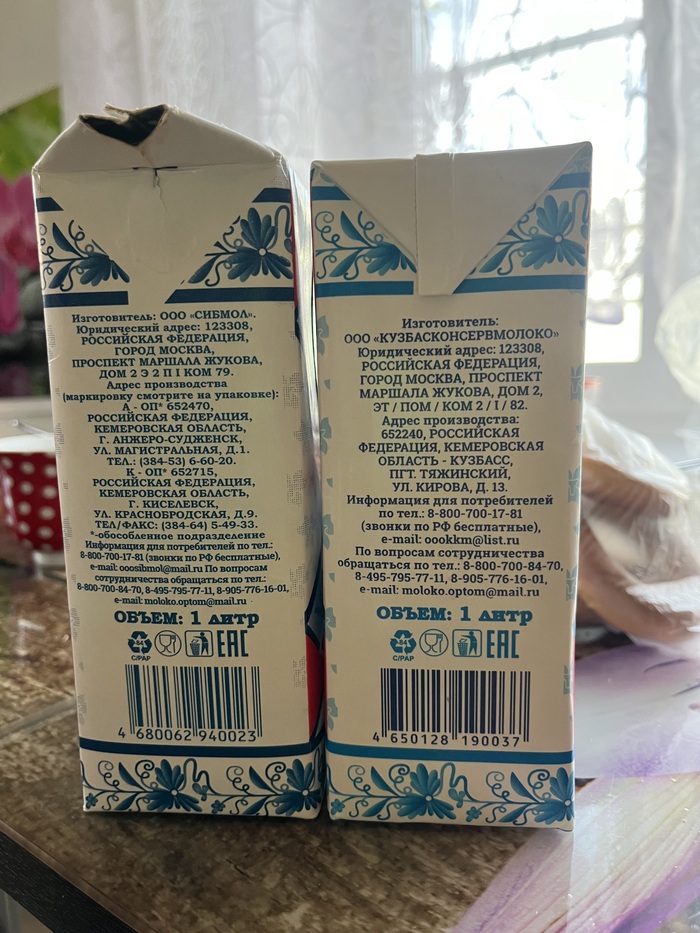 Изготовитель: ООО «СИБМОЛ».
Юридический адрес: 123308,
РОССИЙСКАЯ ФЕДЕРАЦИЯ,
ГОРОД МОСКВА,
ПРОСПЕКТ МАРШАЛА ЖУКОВА,
ДОМ 2 Э 2 П I КОМ 79.
Адрес производства
(маркировку смотрите на упаковке):
А - ОП* 652470,
РОССИЙСКАЯ ФЕДЕРАЦИЯ,
КЕМЕРОВСКАЯ ОБЛАСТЬ,
Г. АНЖЕРО-СУДЖЕНСК,
УЛ. МАГИСТРАЛЬНАЯ, Д.1.
ТЕЛ.: (384-53) 6-60-20.
К - ОП* 652715,
РОССИЙСКАЯ ФЕДЕРАЦИЯ,
КЕМЕРОВСКАЯ ОБЛАСТЬ,
Г. КИСЕЛЕВСК,
УЛ. КРАСНОБРОДСКАЯ, Д.9.
ТЕЛ/ФАКС: (384-64) 5-49-33.
*-обособленное подразделение
Информация для потребителей по тел.:
8-800-700-17-81 (звонки по РФ бесплатные),
e-mail: ooosibmol@mail.ru По вопросам
сотрудничества обращаться по тел.:
8-800-700-84-70, 8-495-795-77-11, 8-905-776-16-01,
e-mail: moloko.optom@mail.ru
ОБЪЕМ: 1 литр
84
C/PAP
EAC
4 680062 940023
Изготовитель:
ООО «КУЗБАСКОНСЕРВМОЛОКО»
Юридический адрес: 123308,
РОССИЙСКАЯ ФЕДЕРАЦИЯ,
ГОРОД МОСКВА, ПРОСПЕКТ
МАРШАЛА ЖУКОВА, ДОМ 2,
ЭТ / ПОМ / КОМ 2 / I / 82.
Адрес производства:
652240, РОССИЙСКАЯ
ФЕДЕРАЦИЯ, КЕМЕРОВСКАЯ
ОБЛАСТЬ - КУЗБАСС,
ПГТ. ТЯЖИНСКИЙ,
УЛ. КИРОВА, Д. 13.
Информация для потребителей
по тел.: 8-800-700-17-81
(звонки по РФ бесплатные),
e-mail: oookkm@list.ru
По вопросам сотрудничества
обращаться по тел.: 8-800-700-84-70,
8-495-795-77-11, 8-905-776-16-01,
e-mail: moloko.optom@mail.ru
ОБЪЕМ: 1 литр
84
C/PAP
EAC
4 650128 190037